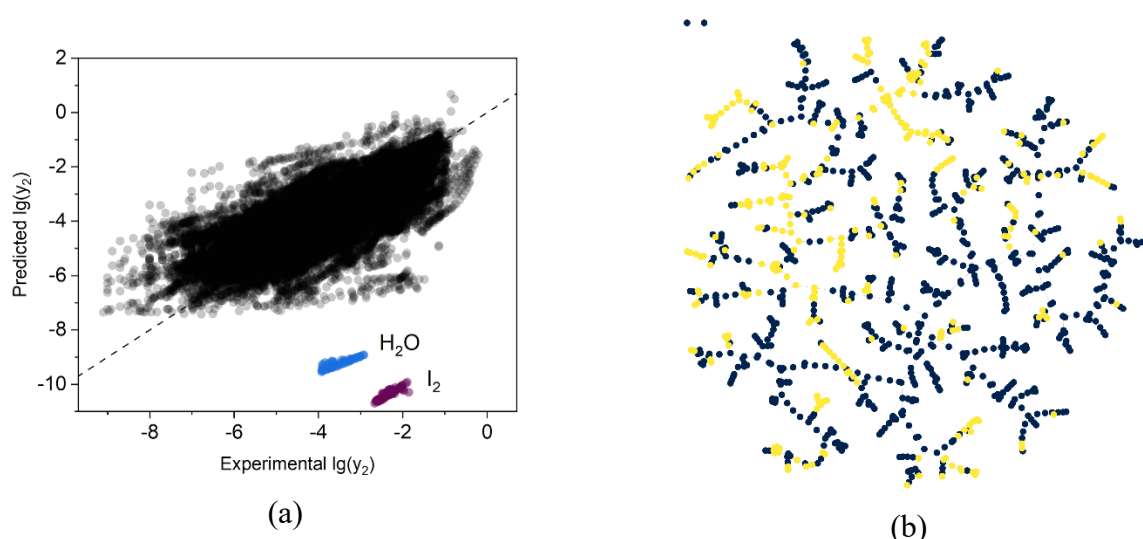 2
0
-2
-4
-6
-8
-10
Predicted lg(y₂)
H₂O
I₂
-8 -6 -4 -2 0
Experimental lg(y₂)
(a)
(b)